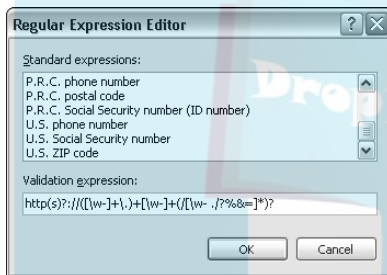 Regular Expression Editor
Standard expressions:
P.R.C. phone number
P.R.C. postal code
P.R.C. Social Security number (ID number)
U.S. phone number
U.S. Social Security number
U.S. ZIP code
Validation expression:
http(s)?://([\w-]+\.)+[\w-]+(/[\w- ./?%&=]*)?
OK Cancel
Drop